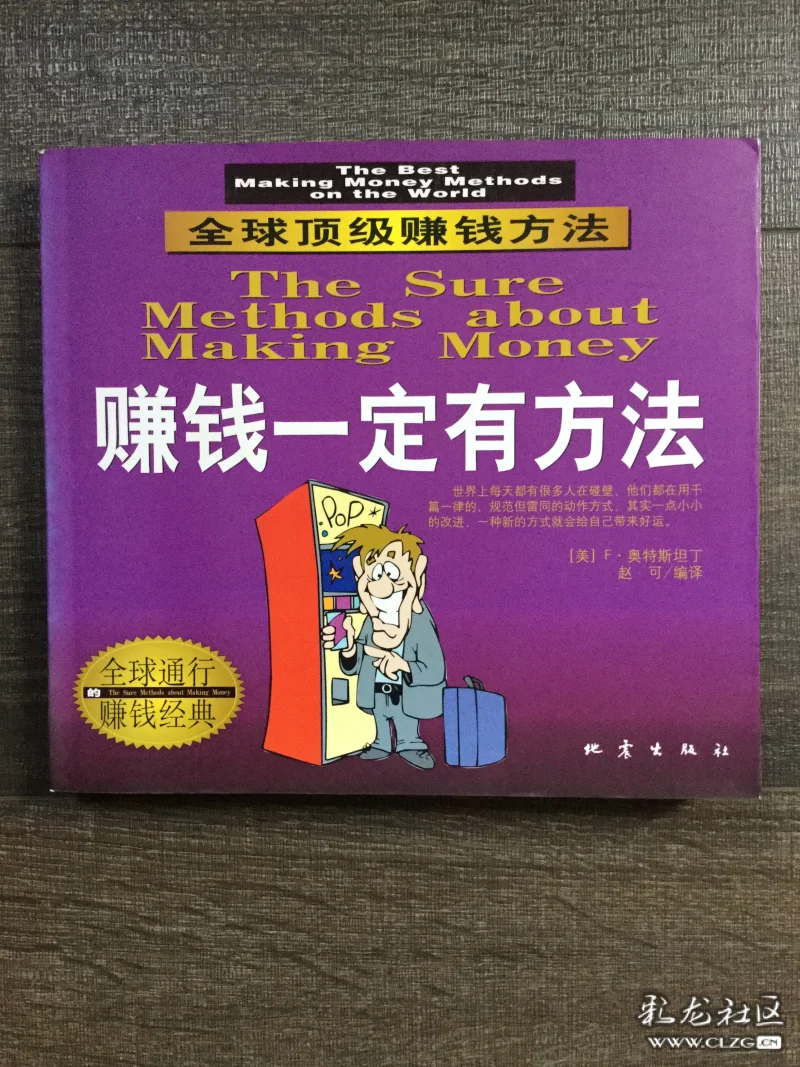 The Best
Making Money Methods
on the World
全球顶级赚钱方法
The Sure
Methods about
Making Money
赚钱一定有方法
世界上每天都有很多人在碰壁，他们都在用千
篇一律的、规范但雷同的动作方式，其实一点小小
的改进，一种新的方式就会给自己带来好运。
[美] F·奥特斯坦丁
赵 可/编译
POP
全球通行
的 The Sure Methods about Making Money
赚钱经典
地震出版社
彩龙社区
WWW.CLZG.CN